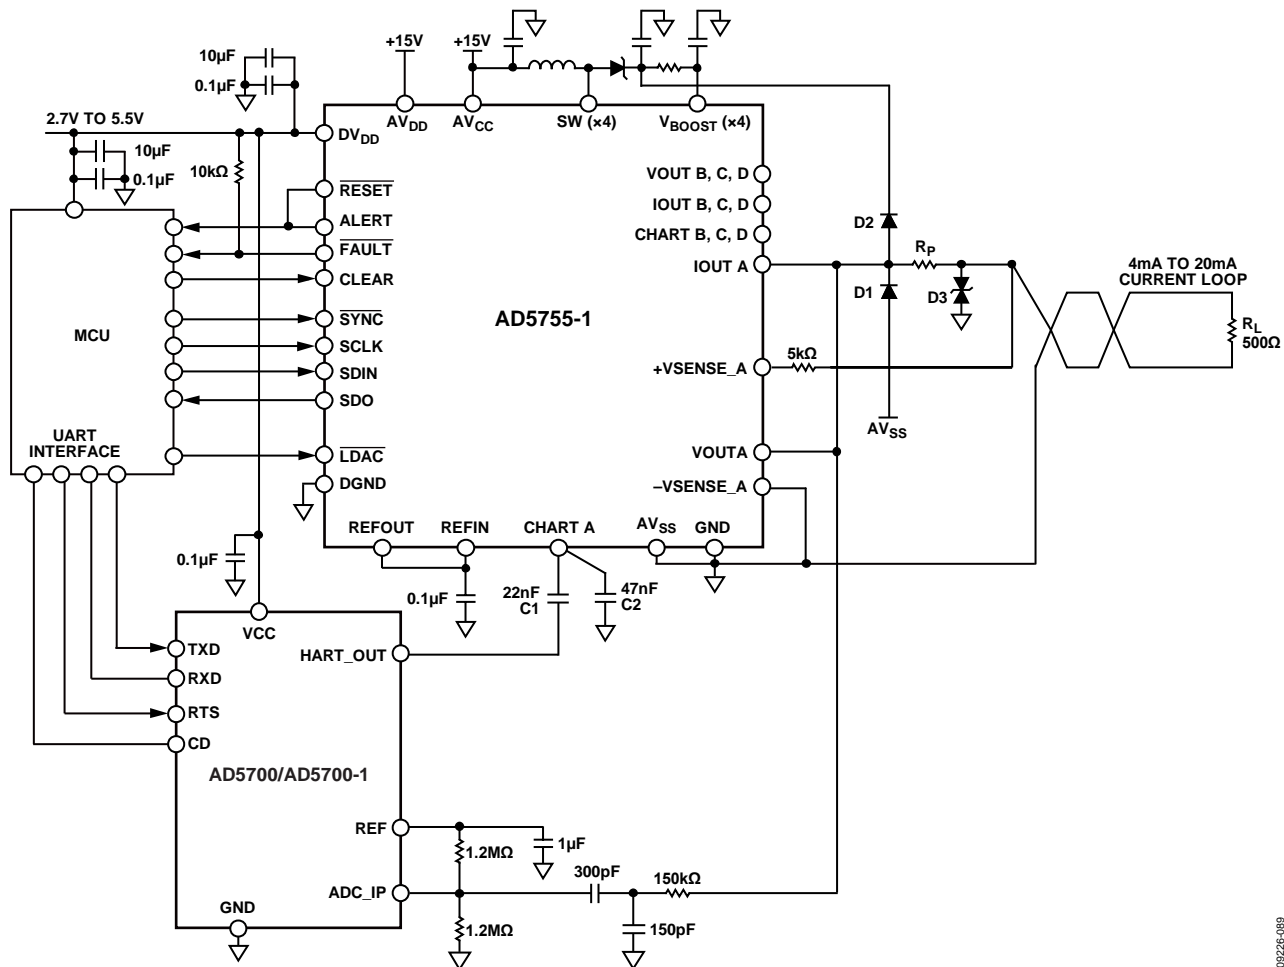 +15V
+15V
10µF
0.1µF
2.7V TO 5.5V
AVDD
AVCC
SW (×4)
VBOOST (×4)
DVDD
10µF
0.1µF
10kΩ
RESET
ALERT
FAULT
CLEAR
SYNC
SCLK
SDIN
SDO
LDAC
DGND
MCU
UART
INTERFACE
AD5755-1
VOUT B, C, D
IOUT B, C, D
CHART B, C, D
IOUT A
+VSENSE_A
VOUTA
–VSENSE_A
D2
RP
D1
D3
4mA TO 20mA
CURRENT LOOP
RL
500Ω
5kΩ
AVSS
REFOUT
REFIN
CHART A
AVSS
GND
0.1µF
0.1µF
22nF
C1
47nF
C2
VCC
TXD
RXD
RTS
CD
HART_OUT
AD5700/AD5700-1
REF
ADC_IP
GND
1.2MΩ
1µF
1.2MΩ
300pF
150kΩ
150pF
09226-089